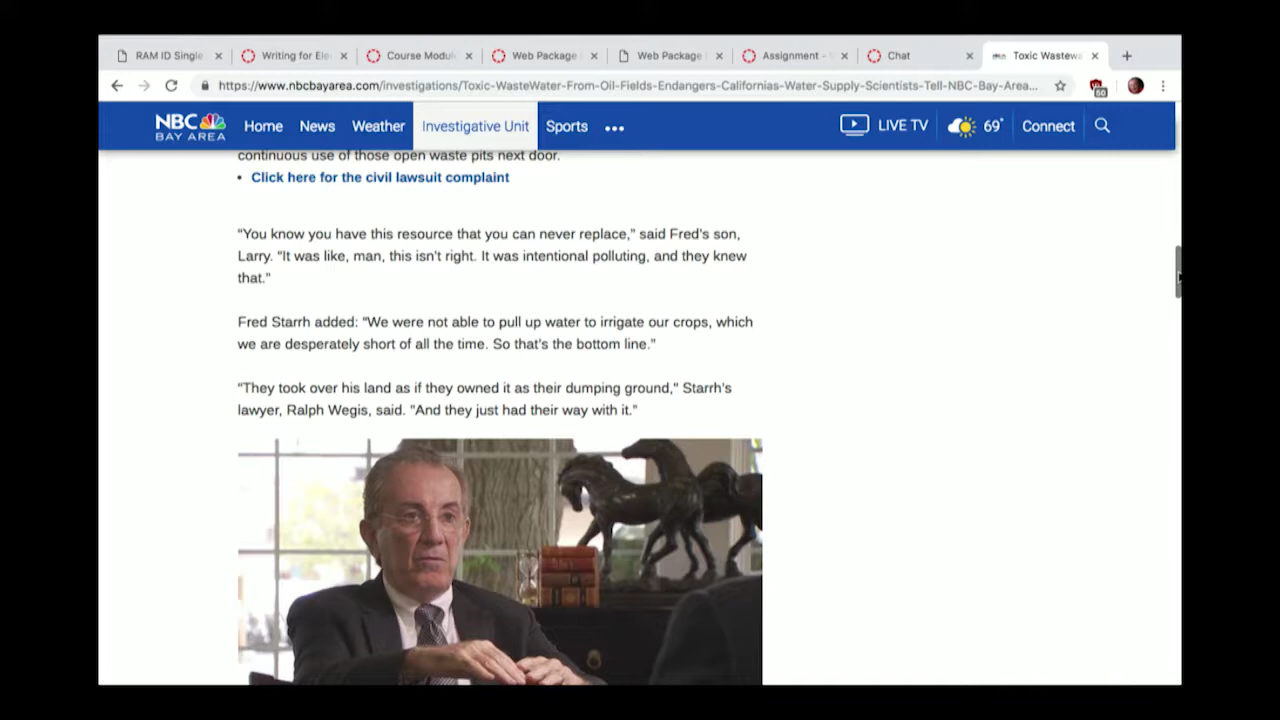 RAM ID Single
Writing for Ele
Course Modul
Web Package
Web Package
Assignment -
Chat
Toxic Wastewa
https://www.nbcbayarea.com/investigations/Toxic-WasteWater-From-Oil-Fields-Endangers-Californias-Water-Supply-Scientists-Tell-NBC-Bay-Area...
50
NBC
BAY AREA
Home
News
Weather
Investigative Unit
Sports
LIVE TV
69°
Connect
continuous use of those open waste pits next door.
• Click here for the civil lawsuit complaint
“You know you have this resource that you can never replace,” said Fred’s son,
Larry. “It was like, man, this isn’t right. It was intentional polluting, and they knew
that.”
Fred Starrh added: “We were not able to pull up water to irrigate our crops, which
we are desperately short of all the time. So that’s the bottom line.”
“They took over his land as if they owned it as their dumping ground,” Starrh’s
lawyer, Ralph Wegis, said. "And they just had their way with it.”